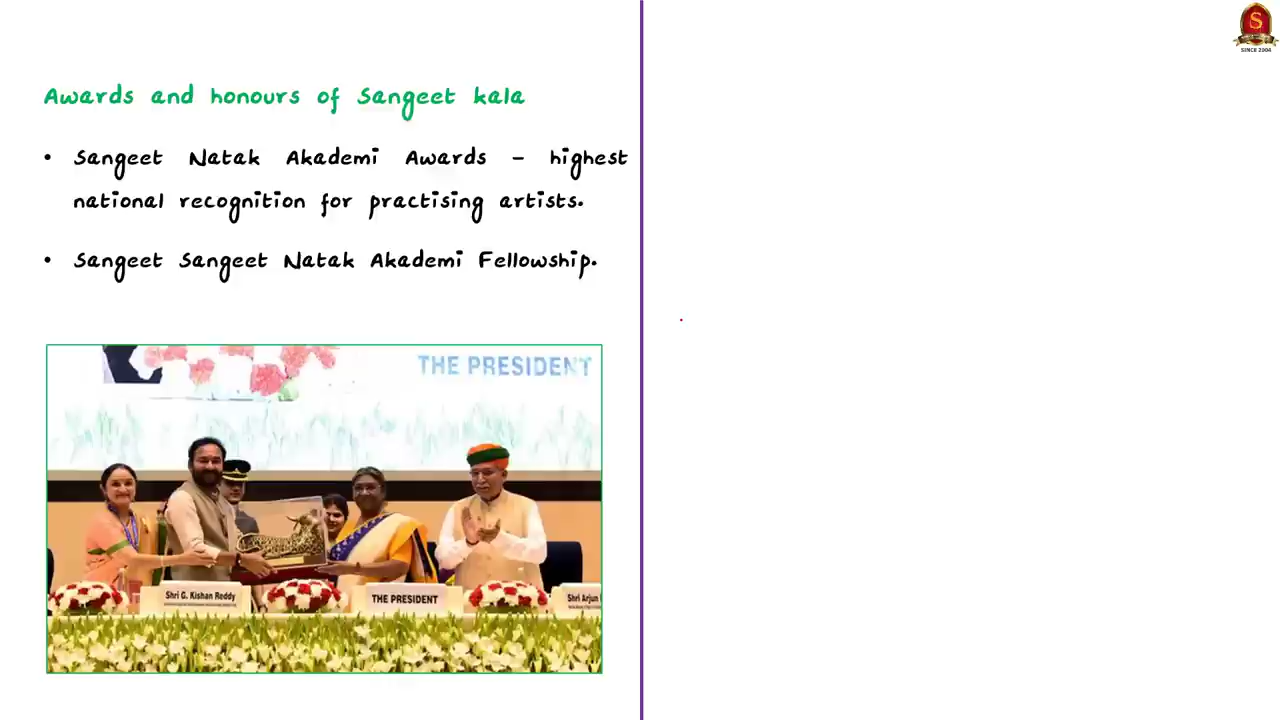 S
SINCE 2004
Awards and honours of Sangeet kala
• Sangeet Natak Akademi Awards – highest
national recognition for practising artists.
• Sangeet Sangeet Natak Akademi Fellowship.
THE PRESIDENT
Shri G. Kishan Reddy
THE PRESIDENT
Shri Arjun